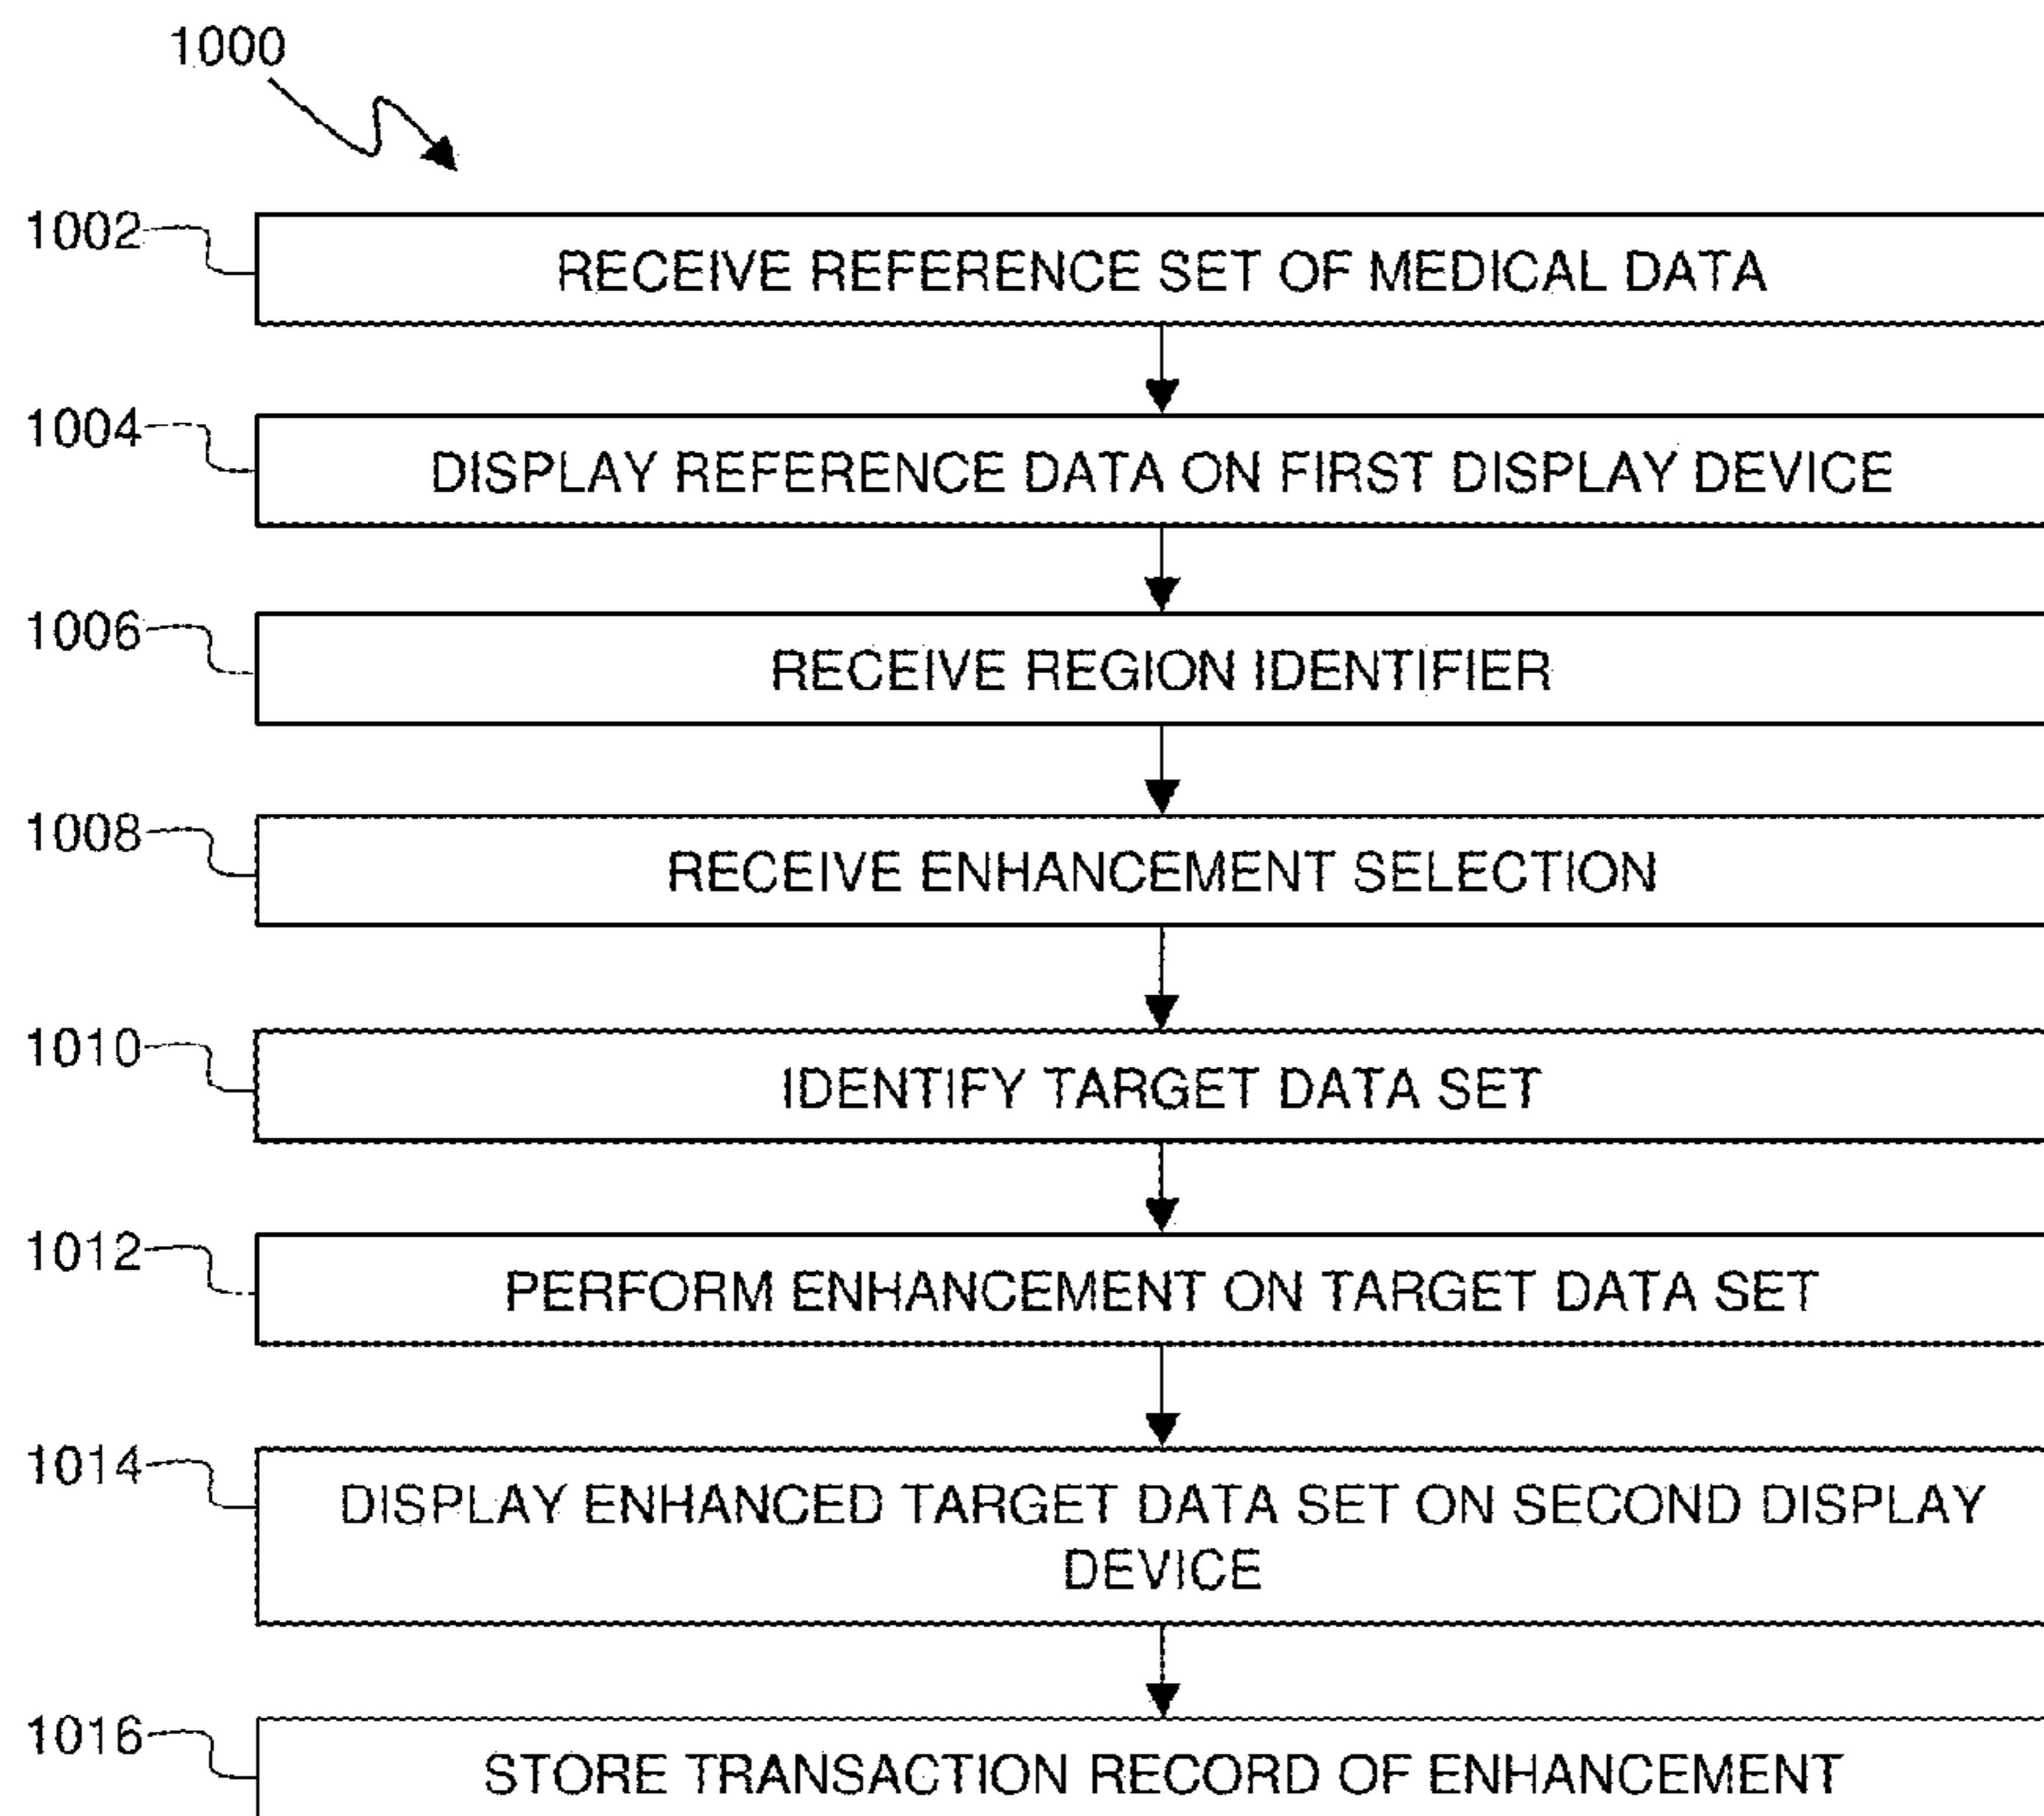 1000
1002
RECEIVE REFERENCE SET OF MEDICAL DATA
1004
DISPLAY REFERENCE DATA ON FIRST DISPLAY DEVICE
1006
RECEIVE REGION IDENTIFIER
1008
RECEIVE ENHANCEMENT SELECTION
1010
IDENTIFY TARGET DATA SET
1012
PERFORM ENHANCEMENT ON TARGET DATA SET
1014
DISPLAY ENHANCED TARGET DATA SET ON SECOND DISPLAY
DEVICE
1016
STORE TRANSACTION RECORD OF ENHANCEMENT